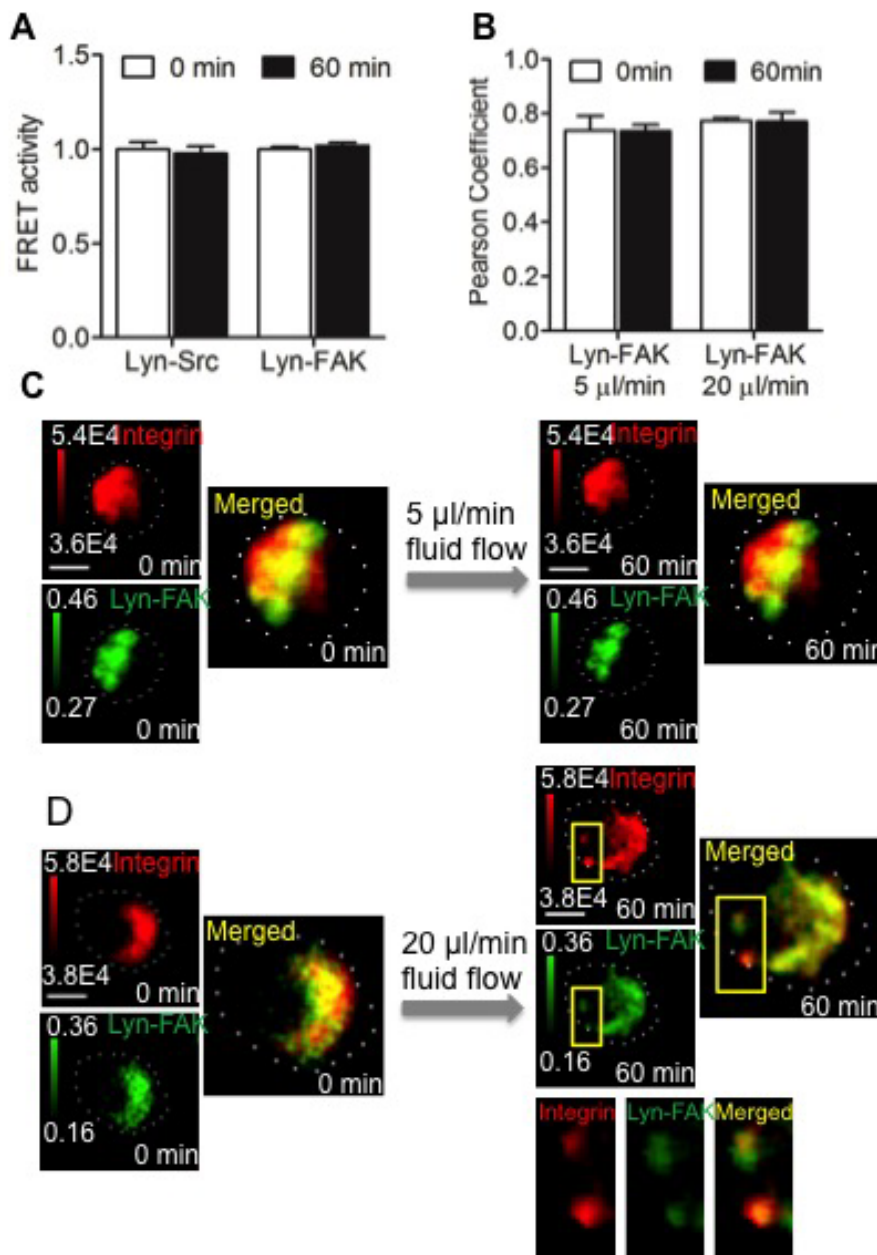 A
FRET activity
1.5
1.0
0.5
0.0
0 min
60 min
Lyn-Src
Lyn-FAK
B
Pearson Coefficient
1.0
0.8
0.6
0.4
0.2
0.0
0min
60min
Lyn-FAK
5 µl/min
Lyn-FAK
20 µl/min
C
5.4E4 Integrin
3.6E4
0 min
0.46 Lyn-FAK
0.27
0 min
Merged
0 min
5 µl/min
fluid flow
5.4E4 Integrin
3.6E4
60 min
0.46 Lyn-FAK
0.27
60 min
Merged
60 min
D
5.8E4 Integrin
3.8E4
0 min
0.36 Lyn-FAK
0.16
0 min
Merged
0 min
20 µl/min
fluid flow
5.8E4 Integrin
3.8E4
60 min
0.36 Lyn-FAK
0.16
60 min
Merged
60 min
Integrin
Lyn-FAK
Merged